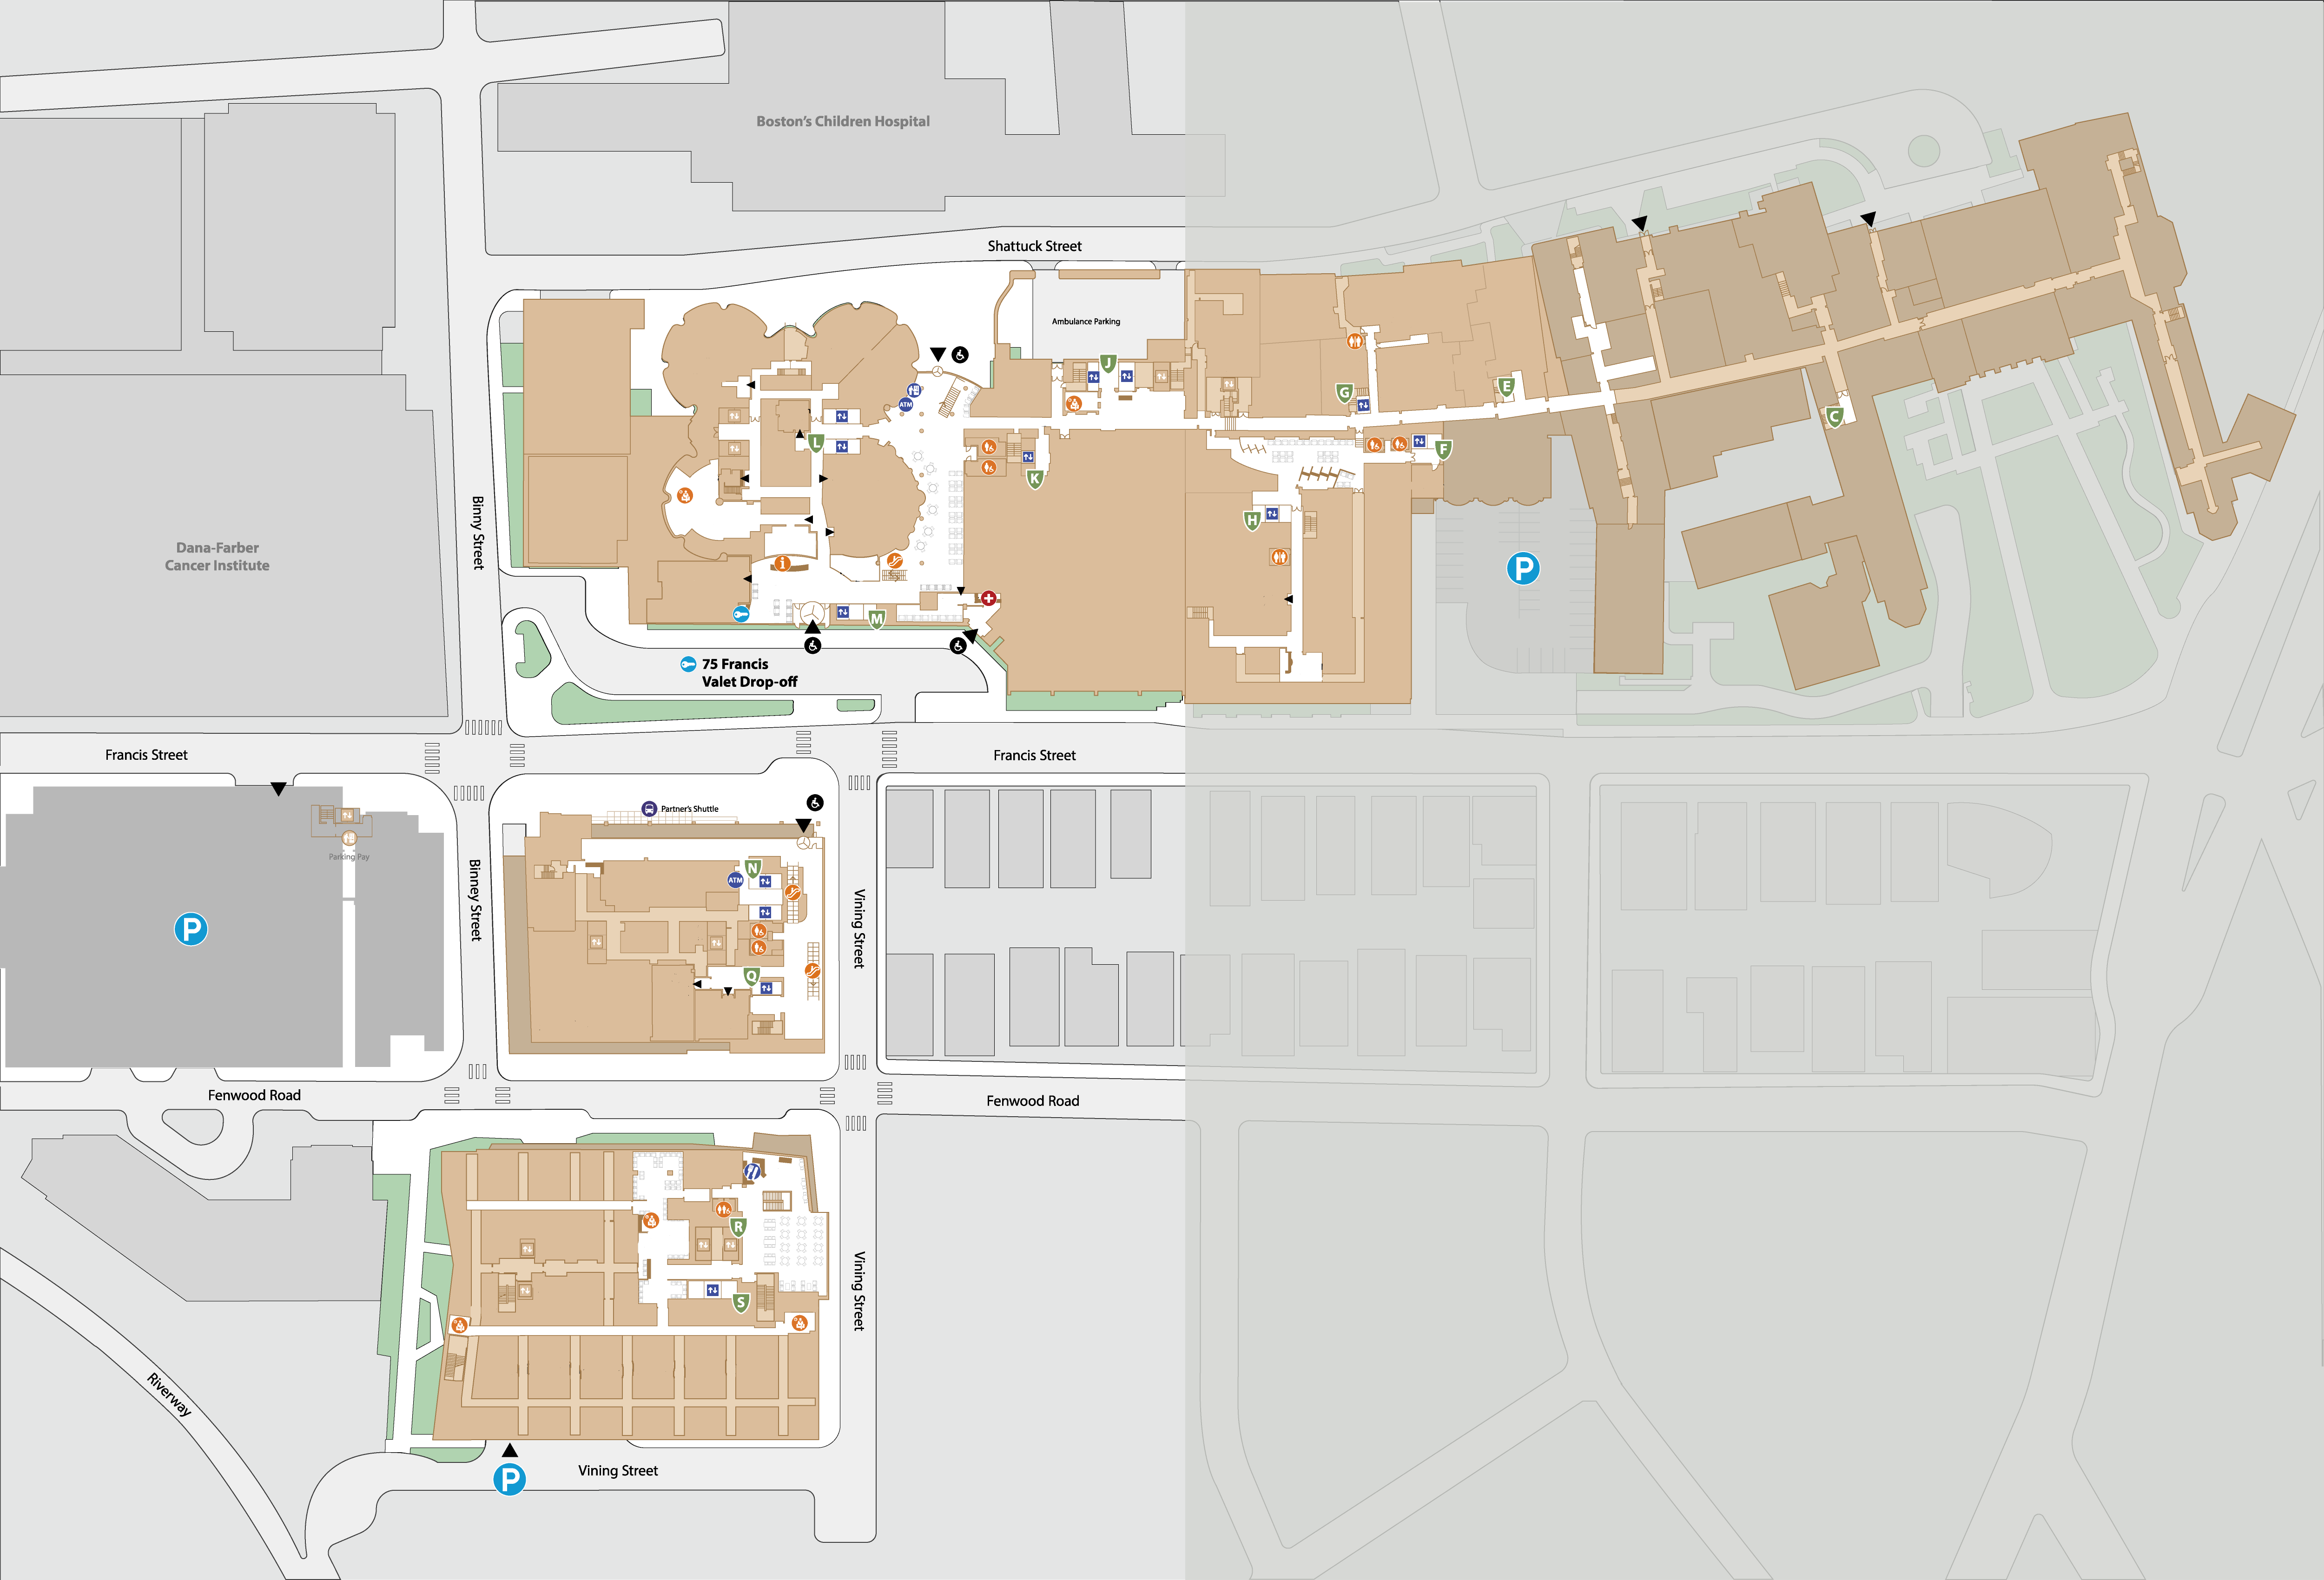 Boston's Children Hospital
Shattuck Street
Ambulance Parking
J
G
E
C
ATM
L
K
F
H
Binny Street
Dana-Farber
Cancer Institute
i
M
75 Francis
Valet Drop-off
P
Francis Street
Francis Street
Partner's Shuttle
Parking Pay
N
ATM
P
Binney Street
Vining Street
Q
Fenwood Road
Fenwood Road
R
S
Vining Street
Riverway
Vining Street
P